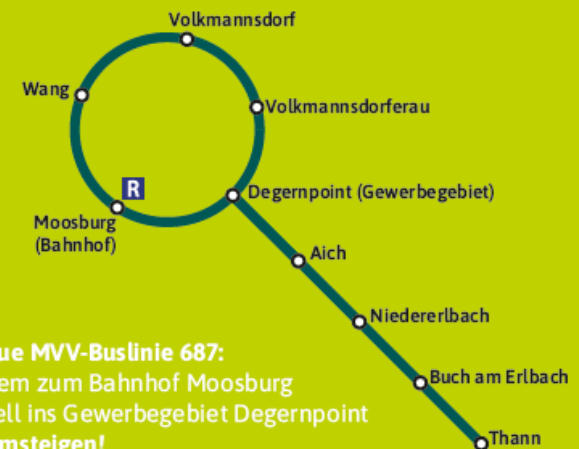 Volkmannsdorf
Wang
Volkmannsdorferau
R
Degernpoint (Gewerbegebiet)
Moosburg
(Bahnhof)
Aich
Niedererlbach
ue MVV-Buslinie 687:
em zum Bahnhof Moosburg
Buch am Erlbach
ell ins Gewerbegebiet Degernpoint
msteigen!
Thann